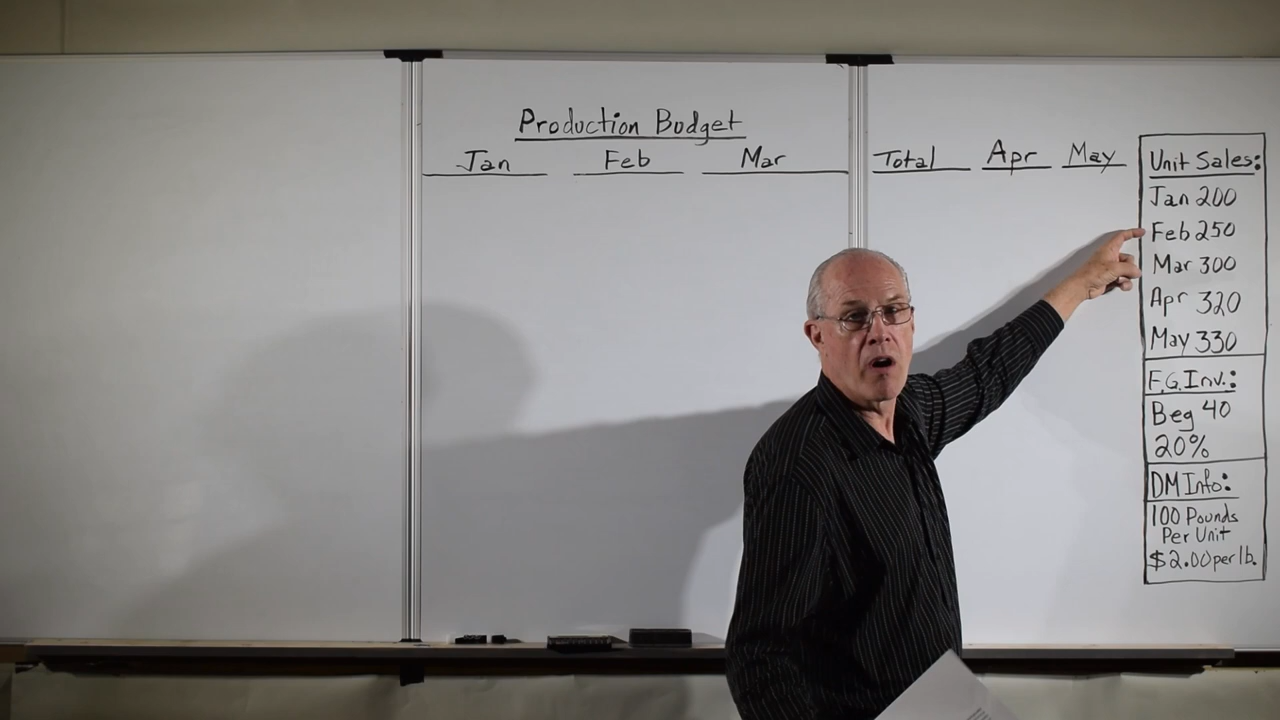 Production Budget
Jan Feb Mar Total Apr May
Unit Sales:
Jan 200
Feb 250
Mar 300
Apr 320
May 330
F.G. Inv.:
Beg 40
20%
DM Info:
100 Pounds
Per Unit
$2.00 per lb.